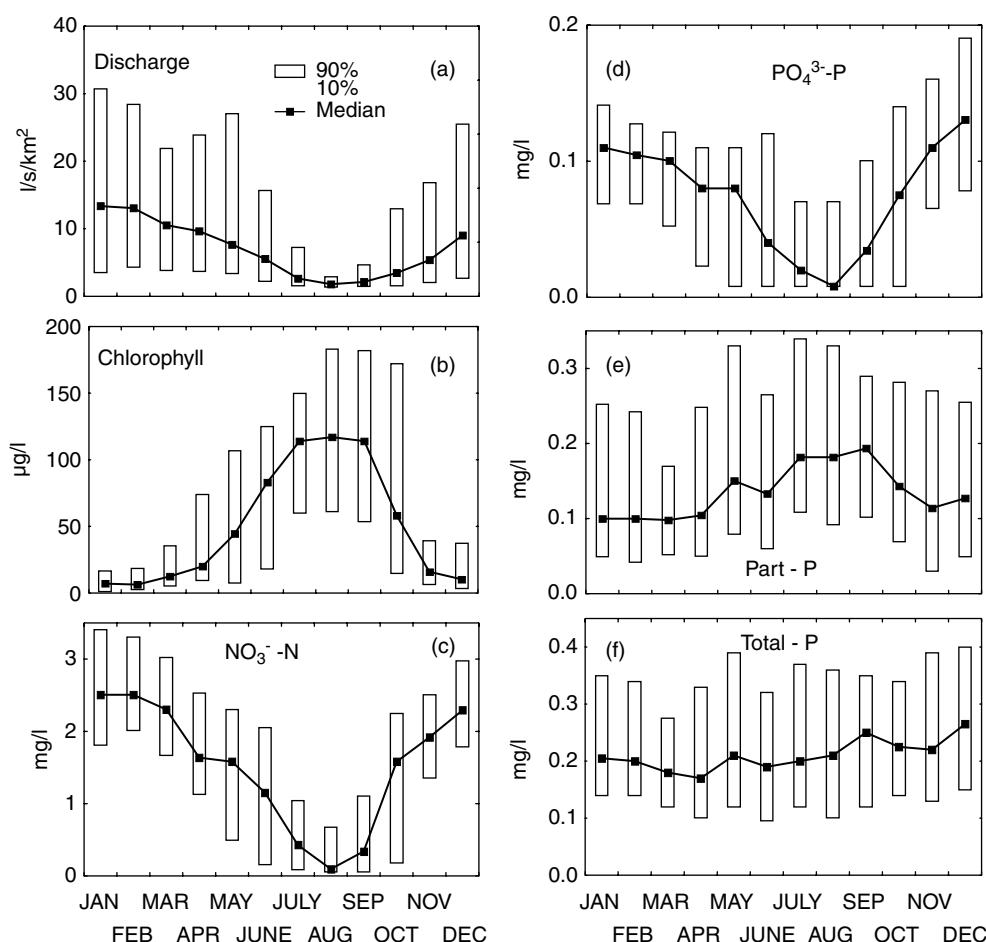 Discharge (a)
90%
10%
Median
l/s/km²
40
30
20
10
0
Chlorophyll (b)
µg/l
200
150
100
50
0
NO₃⁻ -N (c)
mg/l
3
2
1
0
JAN MAR MAY JULY SEP NOV
FEB APR JUNE AUG OCT DEC
(d) PO₄³⁻-P
mg/l
0.2
0.1
0.0
(e)
Part - P
mg/l
0.3
0.2
0.1
0.0
Total - P (f)
mg/l
0.4
0.3
0.2
0.1
0.0
JAN MAR MAY JULY SEP NOV
FEB APR JUNE AUG OCT DEC